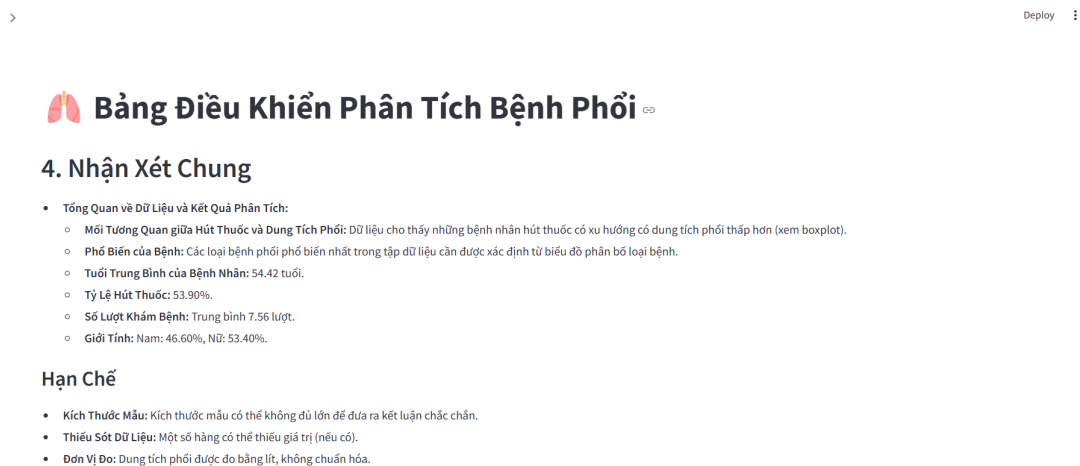 Deploy
Bảng Điều Khiển Phân Tích Bệnh Phổi
4. Nhận Xét Chung
Tổng Quan về Dữ Liệu và Kết Quả Phân Tích:
Mối Tương Quan giữa Hút Thuốc và Dung Tích Phổi: Dữ liệu cho thấy những bệnh nhân hút thuốc có xu hướng có dung tích phổi thấp hơn (xem boxplot).
Phổ Biến của Bệnh: Các loại bệnh phổi phổ biến nhất trong tập dữ liệu cần được xác định từ biểu đồ phân bố loại bệnh.
Tuổi Trung Bình của Bệnh Nhân: 54.42 tuổi.
Tỷ Lệ Hút Thuốc: 53.90%.
Số Lượt Khám Bệnh: Trung bình 7.56 lượt.
Giới Tính: Nam: 46.60%, Nữ: 53.40%.
Hạn Chế
Kích Thước Mẫu: Kích thước mẫu có thể không đủ lớn để đưa ra kết luận chắc chắn.
Thiếu Sót Dữ Liệu: Một số hàng có thể thiếu giá trị (nếu có).
Đơn Vị Đo: Dung tích phổi được đo bằng lít, không chuẩn hóa.